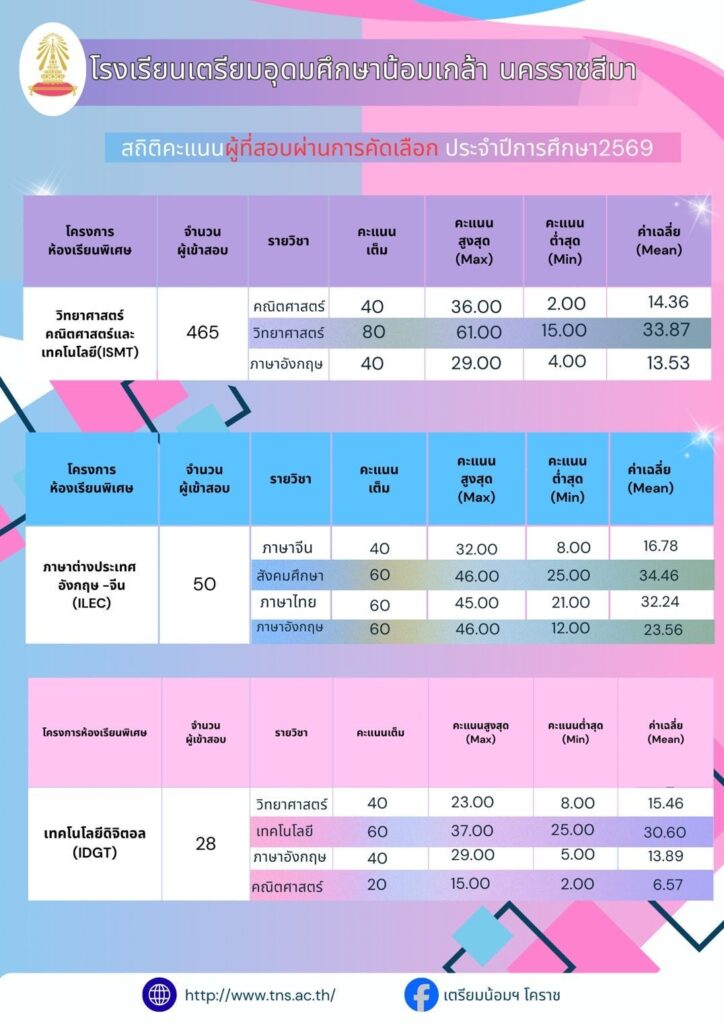 โรงเรียนเตรียมอุดมศึกษาน้อมเกล้า นครราชสีมา
สถิติคะแนนผู้ที่สอบผ่านการคัดเลือก ประจำปีการศึกษา2569
โครงการ
ห้องเรียนพิเศษ
จำนวน
ผู้เข้าสอบ
รายวิชา
คะแนน
เต็ม
คะแนน
สูงสุด
(Max)
คะแนน
ต่ำสุด
(Min)
ค่าเฉลี่ย
(Mean)
วิทยาศาสตร์
คณิตศาสตร์และ
เทคโนโลยี(ISMT)
465
คณิตศาสตร์ 40 36.00 2.00 14.36
วิทยาศาสตร์ 80 61.00 15.00 33.87
ภาษาอังกฤษ 40 29.00 4.00 13.53
โครงการ
ห้องเรียนพิเศษ
จำนวน
ผู้เข้าสอบ
รายวิชา
คะแนน
เต็ม
คะแนน
สูงสุด
(Max)
คะแนน
ต่ำสุด
(Min)
ค่าเฉลี่ย
(Mean)
ภาษาต่างประเทศ
อังกฤษ -จีน
(ILEC)
50
ภาษาจีน 40 32.00 8.00 16.78
สังคมศึกษา 60 46.00 25.00 34.46
ภาษาไทย 60 45.00 21.00 32.24
ภาษาอังกฤษ 60 46.00 12.00 23.56
โครงการห้องเรียนพิเศษ
จำนวน
ผู้เข้าสอบ
รายวิชา
คะแนนเต็ม
คะแนนสูงสุด
(Max)
คะแนนต่ำสุด
(Min)
ค่าเฉลี่ย
(Mean)
เทคโนโลยีดิจิตอล
(IDGT)
28
วิทยาศาสตร์ 40 23.00 8.00 15.46
เทคโนโลยี 60 37.00 25.00 30.60
ภาษาอังกฤษ 40 29.00 5.00 13.89
คณิตศาสตร์ 20 15.00 2.00 6.57
http://www.tns.ac.th/
เตรียมน้อมฯ โคราช